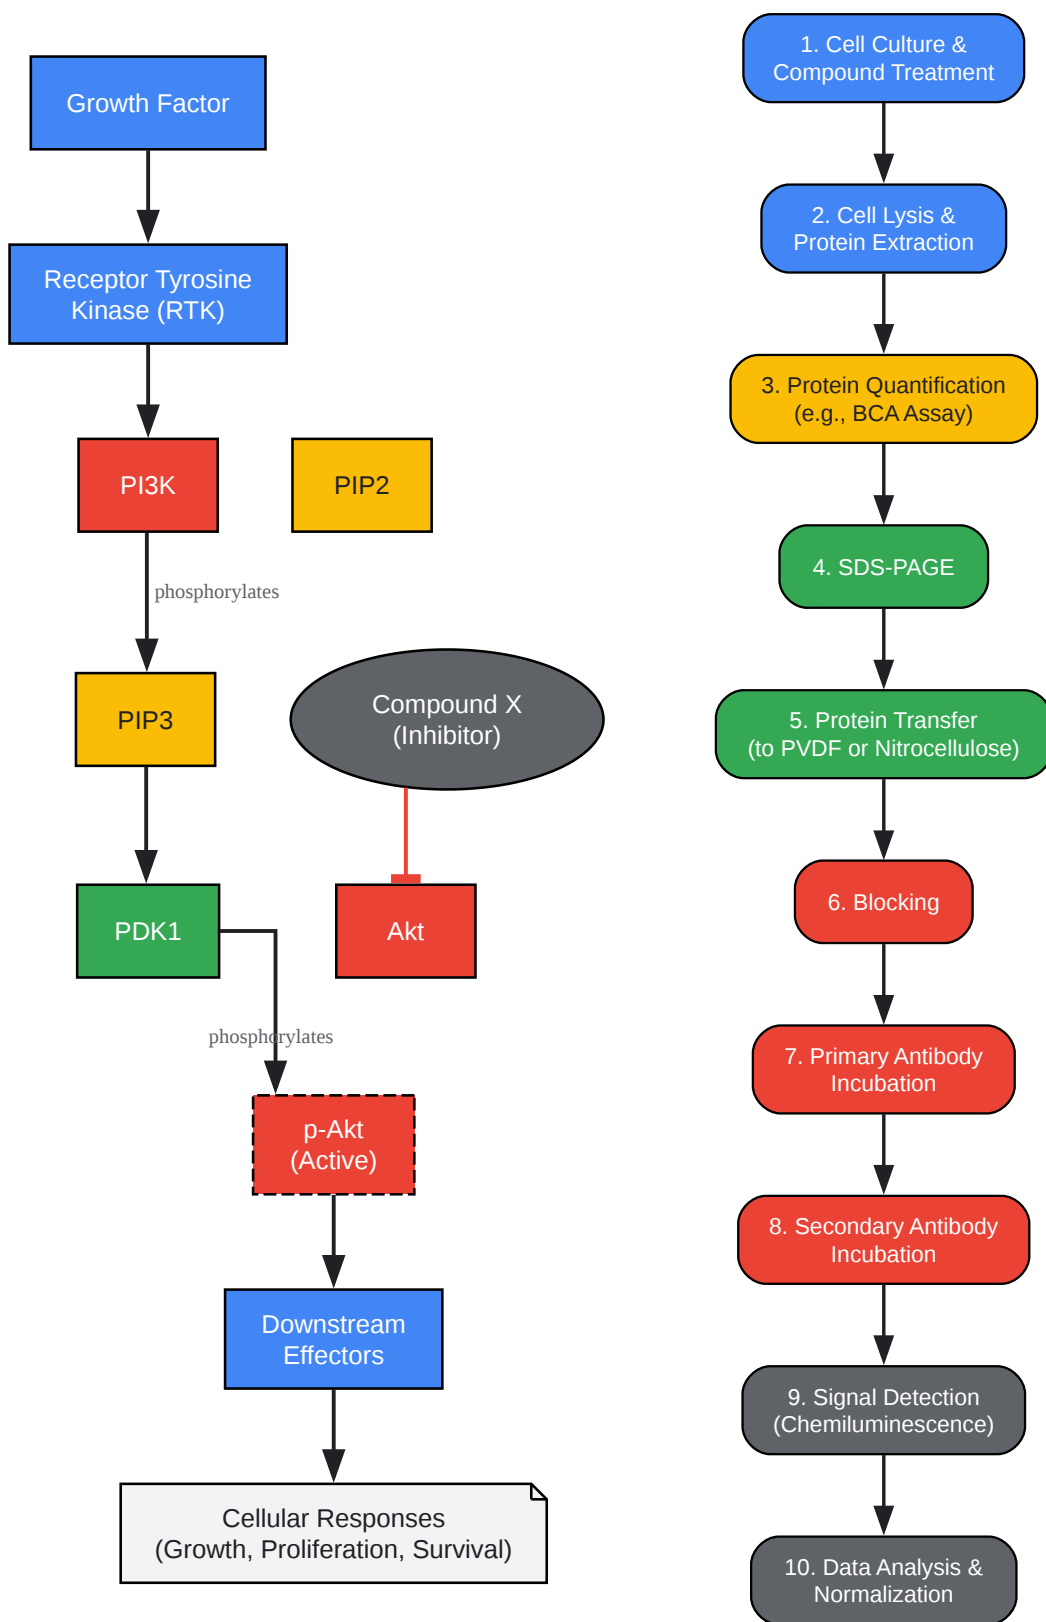 Growth Factor
Receptor Tyrosine
Kinase (RTK)
PI3K
PIP2
phosphorylates
PIP3
Compound X
(Inhibitor)
PDK1
Akt
phosphorylates
p-Akt
(Active)
Downstream
Effectors
Cellular Responses
(Growth, Proliferation, Survival)
1. Cell Culture &
Compound Treatment
2. Cell Lysis &
Protein Extraction
3. Protein Quantification
(e.g., BCA Assay)
4. SDS-PAGE
5. Protein Transfer
(to PVDF or Nitrocellulose)
6. Blocking
7. Primary Antibody
Incubation
8. Secondary Antibody
Incubation
9. Signal Detection
(Chemiluminescence)
10. Data Analysis &
Normalization